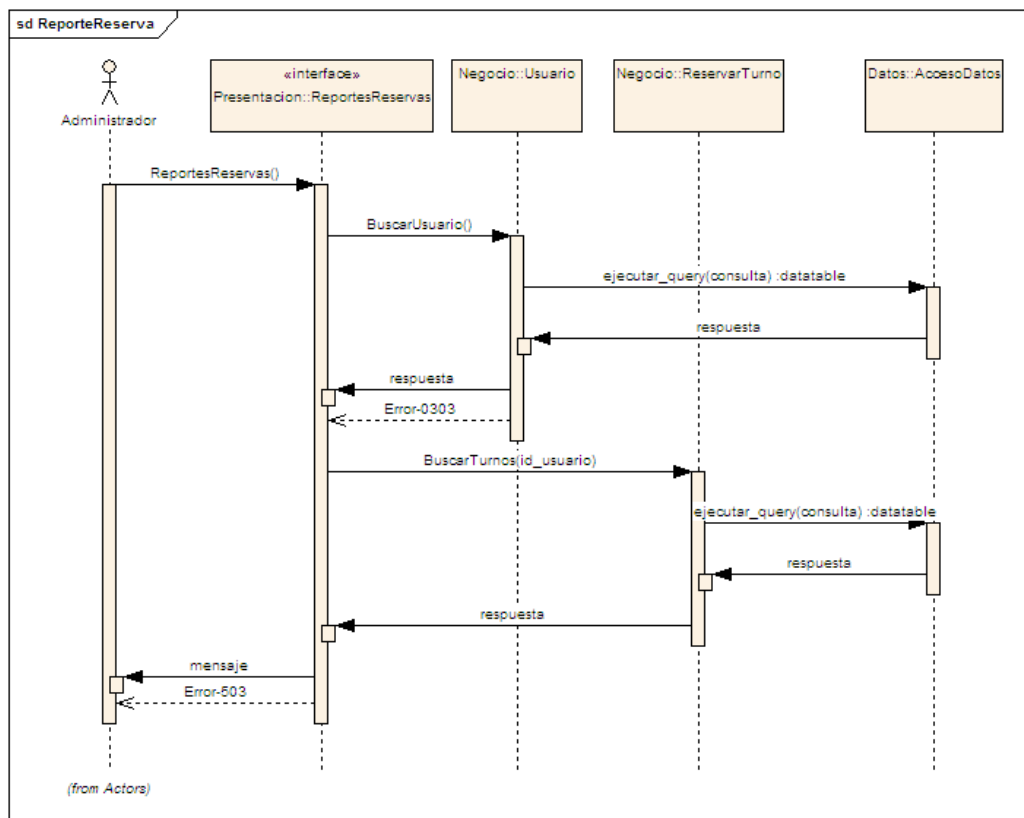 sd ReporteReserva
Administrador
«interface»
Presentacion::ReportesReservas
Negocio::Usuario
Negocio::ReservarTurno
Datos::AccesoDatos
ReportesReservas()
BuscarUsuario()
ejecutar_query(consulta) :datatable
respuesta
respuesta
Error-0303
BuscarTurnos(id_usuario)
ejecutar_query(consulta) :datatable
respuesta
respuesta
mensaje
Error-503
(from Actors)